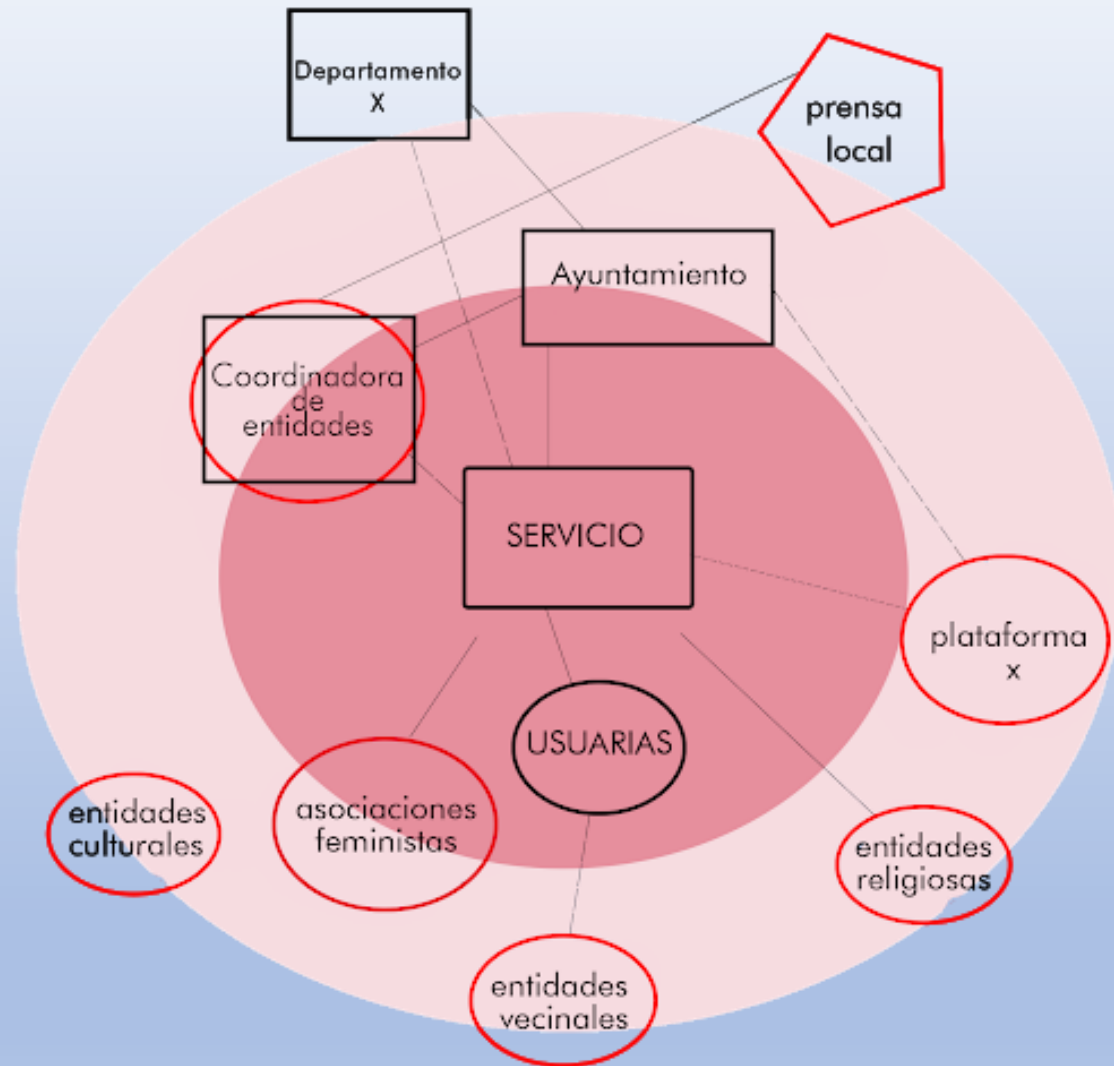 Departamento
X
prensa
local
Ayuntamiento
Coordinadora
de
entidades
SERVICIO
plataforma
x
USUARIAS
entidades
culturales
asociaciones
feministas
entidades
religiosas
entidades
vecinales